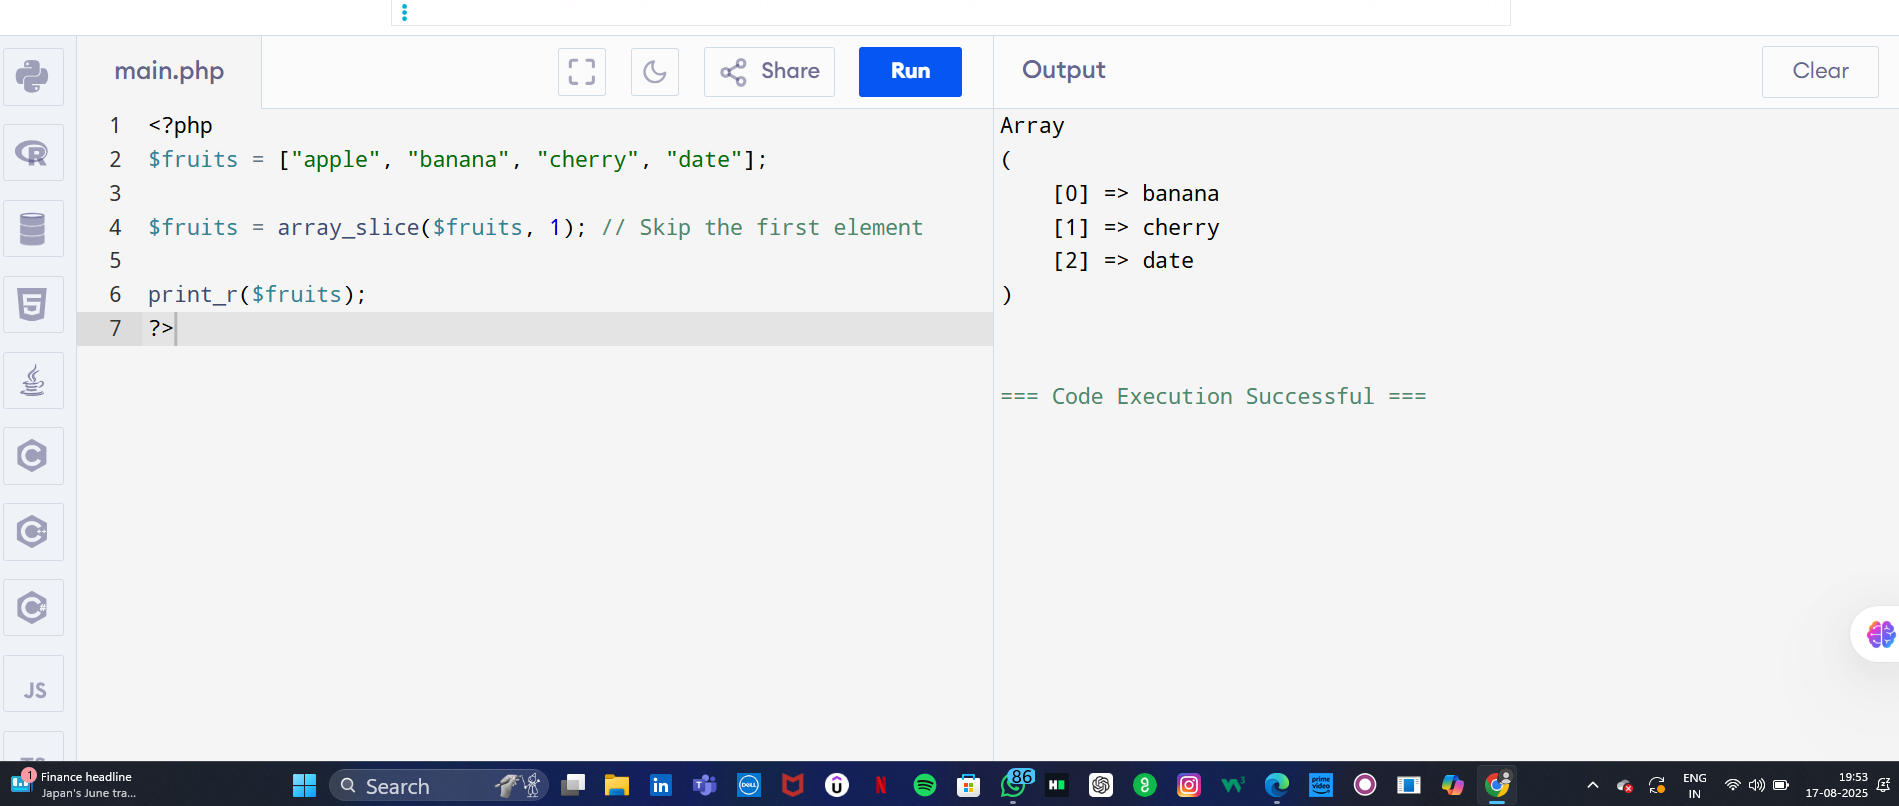 main.php
Share
Run
Output
Clear
1 <?php
2 $fruits = ["apple", "banana", "cherry", "date"];
3
4 $fruits = array_slice($fruits, 1); // Skip the first element
5
6 print_r($fruits);
7 ?>
Array
(
    [0] => banana
    [1] => cherry
    [2] => date
)
=== Code Execution Successful ===
JS
1
Finance headline
Japan's June tra...
Search
86
ENG
IN
19:53
17-08-2025